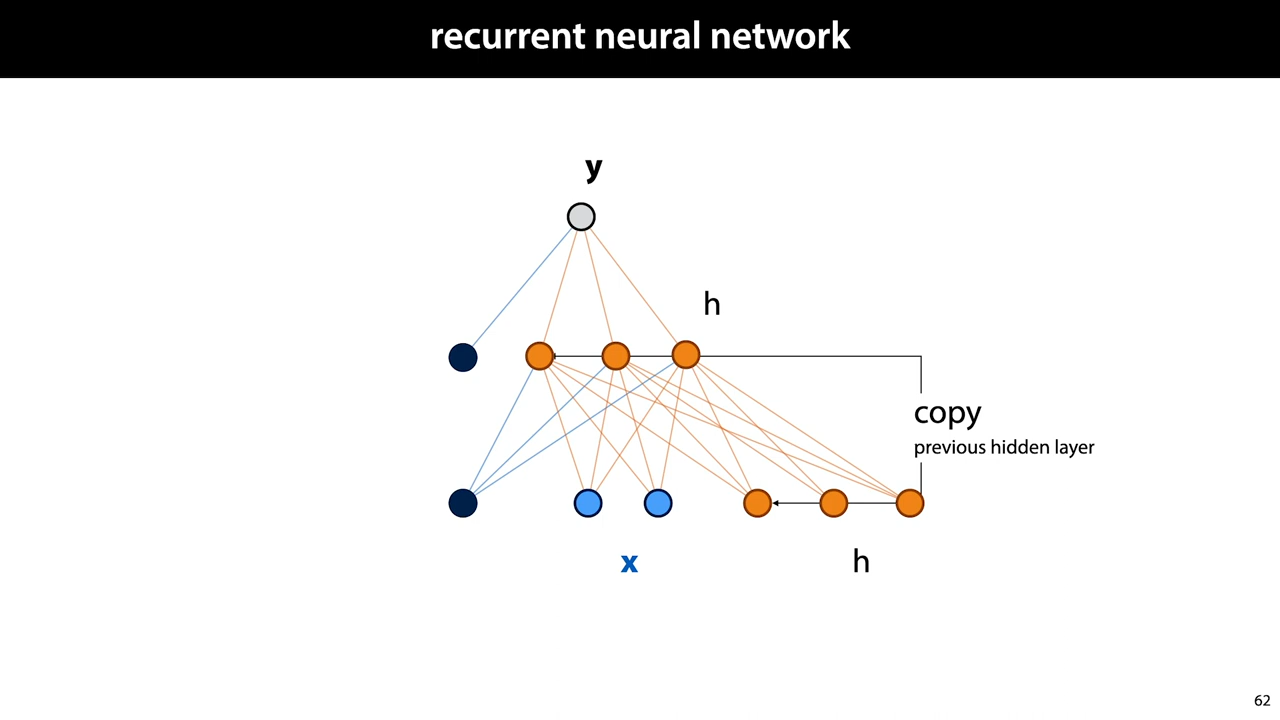 recurrent neural network
y
h
copy
previous hidden layer
x
h
62